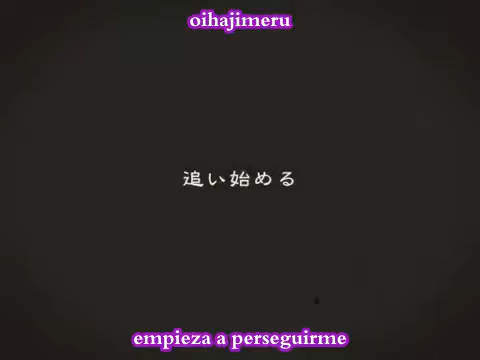 oihajimeru
追い始める
empieza a perseguirme